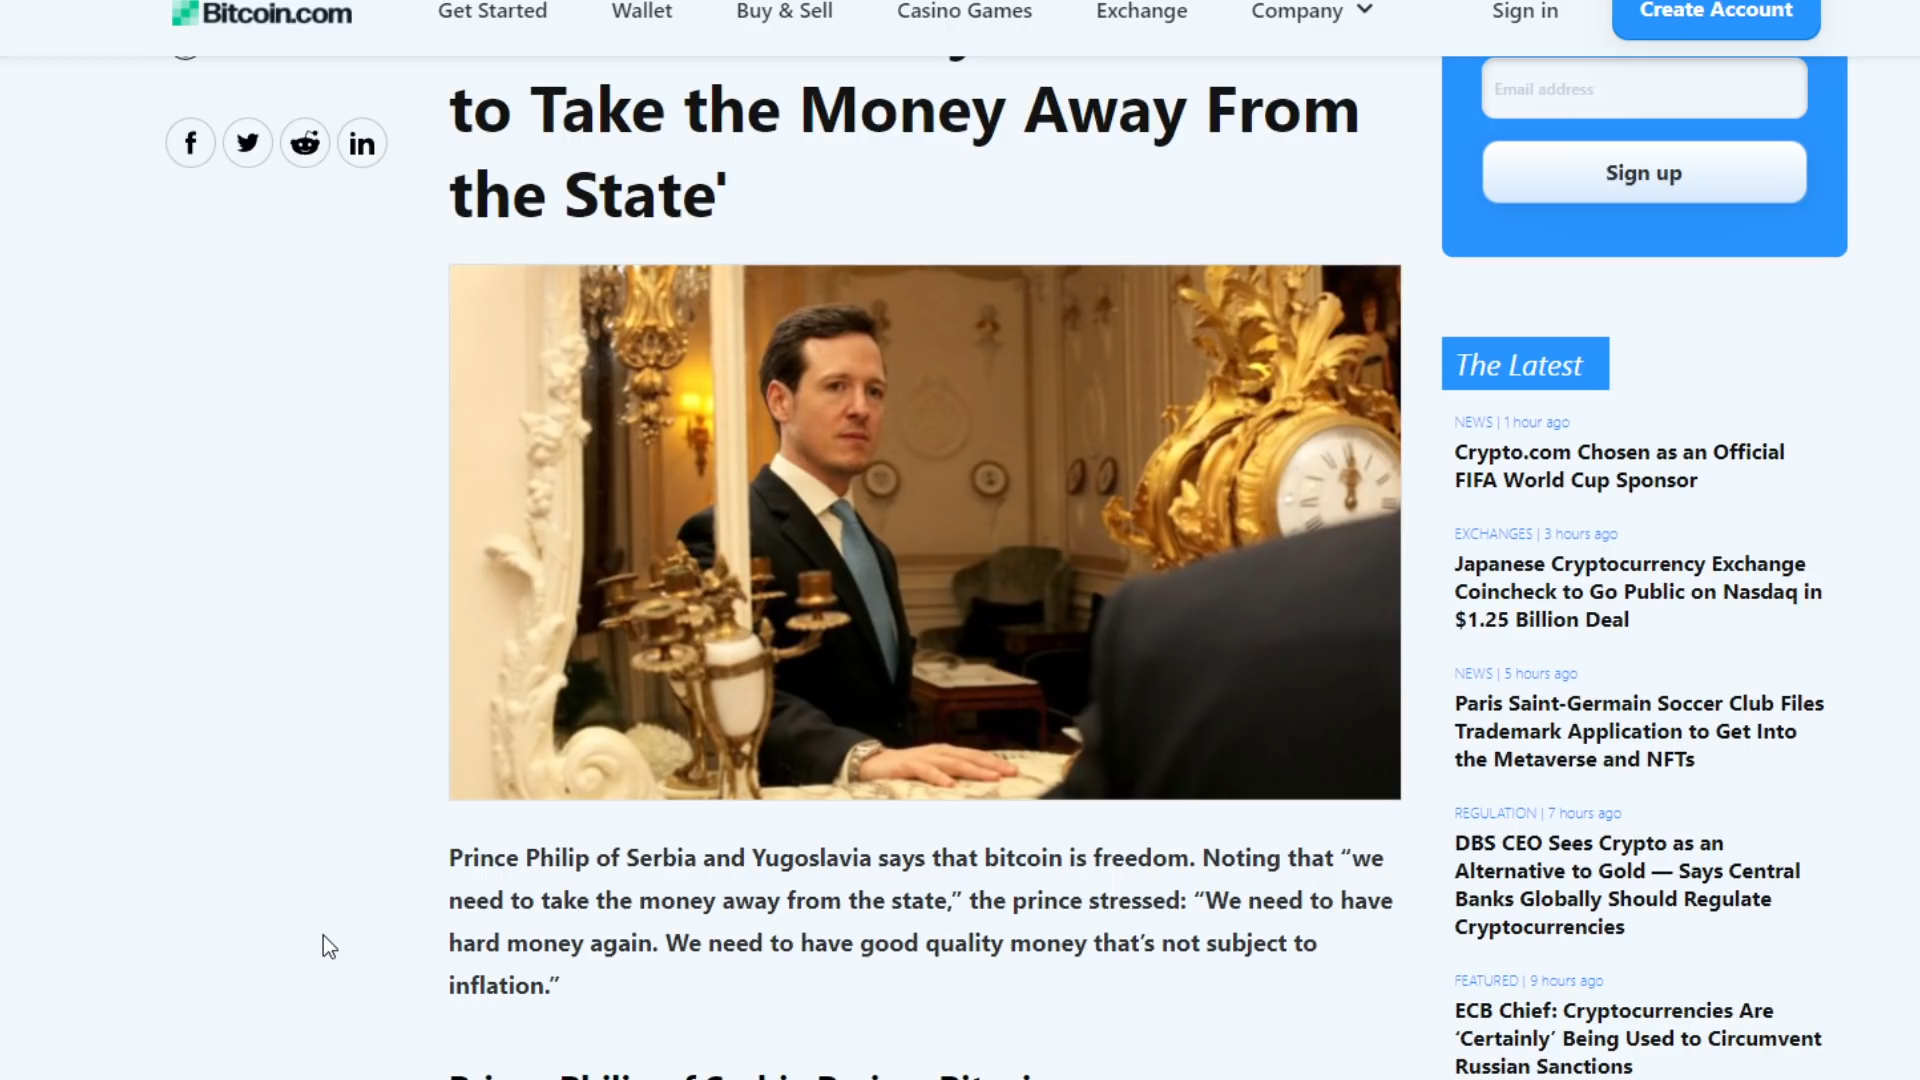 Bitcoin.com
Get Started
Wallet
Buy & Sell
Casino Games
Exchange
Company
Sign in
Create Account
to Take the Money Away From
the State'
Prince Philip of Serbia and Yugoslavia says that bitcoin is freedom. Noting that “we
need to take the money away from the state,” the prince stressed: “We need to have
hard money again. We need to have good quality money that’s not subject to
inflation.”
Email address
Sign up
The Latest
NEWS | 1 hour ago
Crypto.com Chosen as an Official
FIFA World Cup Sponsor
EXCHANGES | 3 hours ago
Japanese Cryptocurrency Exchange
Coincheck to Go Public on Nasdaq in
$1.25 Billion Deal
NEWS | 5 hours ago
Paris Saint-Germain Soccer Club Files
Trademark Application to Get Into
the Metaverse and NFTs
REGULATION | 7 hours ago
DBS CEO Sees Crypto as an
Alternative to Gold — Says Central
Banks Globally Should Regulate
Cryptocurrencies
FEATURED | 9 hours ago
ECB Chief: Cryptocurrencies Are
‘Certainly’ Being Used to Circumvent
Russian Sanctions